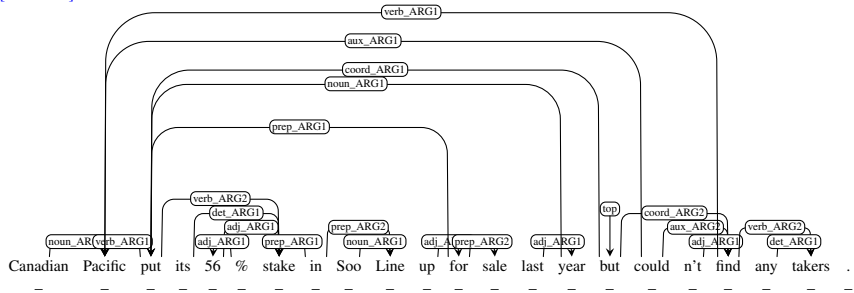 verb_ARG1
aux_ARG1
coord_ARG1
noun_ARG1
prep_ARG1
verb_ARG2
det_ARG1
adj_ARG1
top
coord_ARG2
prep_ARG2
aux_ARG2
verb_ARG2
noun_AR verb_ARG1 adj_ARG1 prep_ARG1 noun_ARG1 adj_A prep_ARG2 adj_ARG1 adj_ARG1 det_ARG1
Canadian Pacific put its 56 % stake in Soo Line up for sale last year but could n't find any takers .